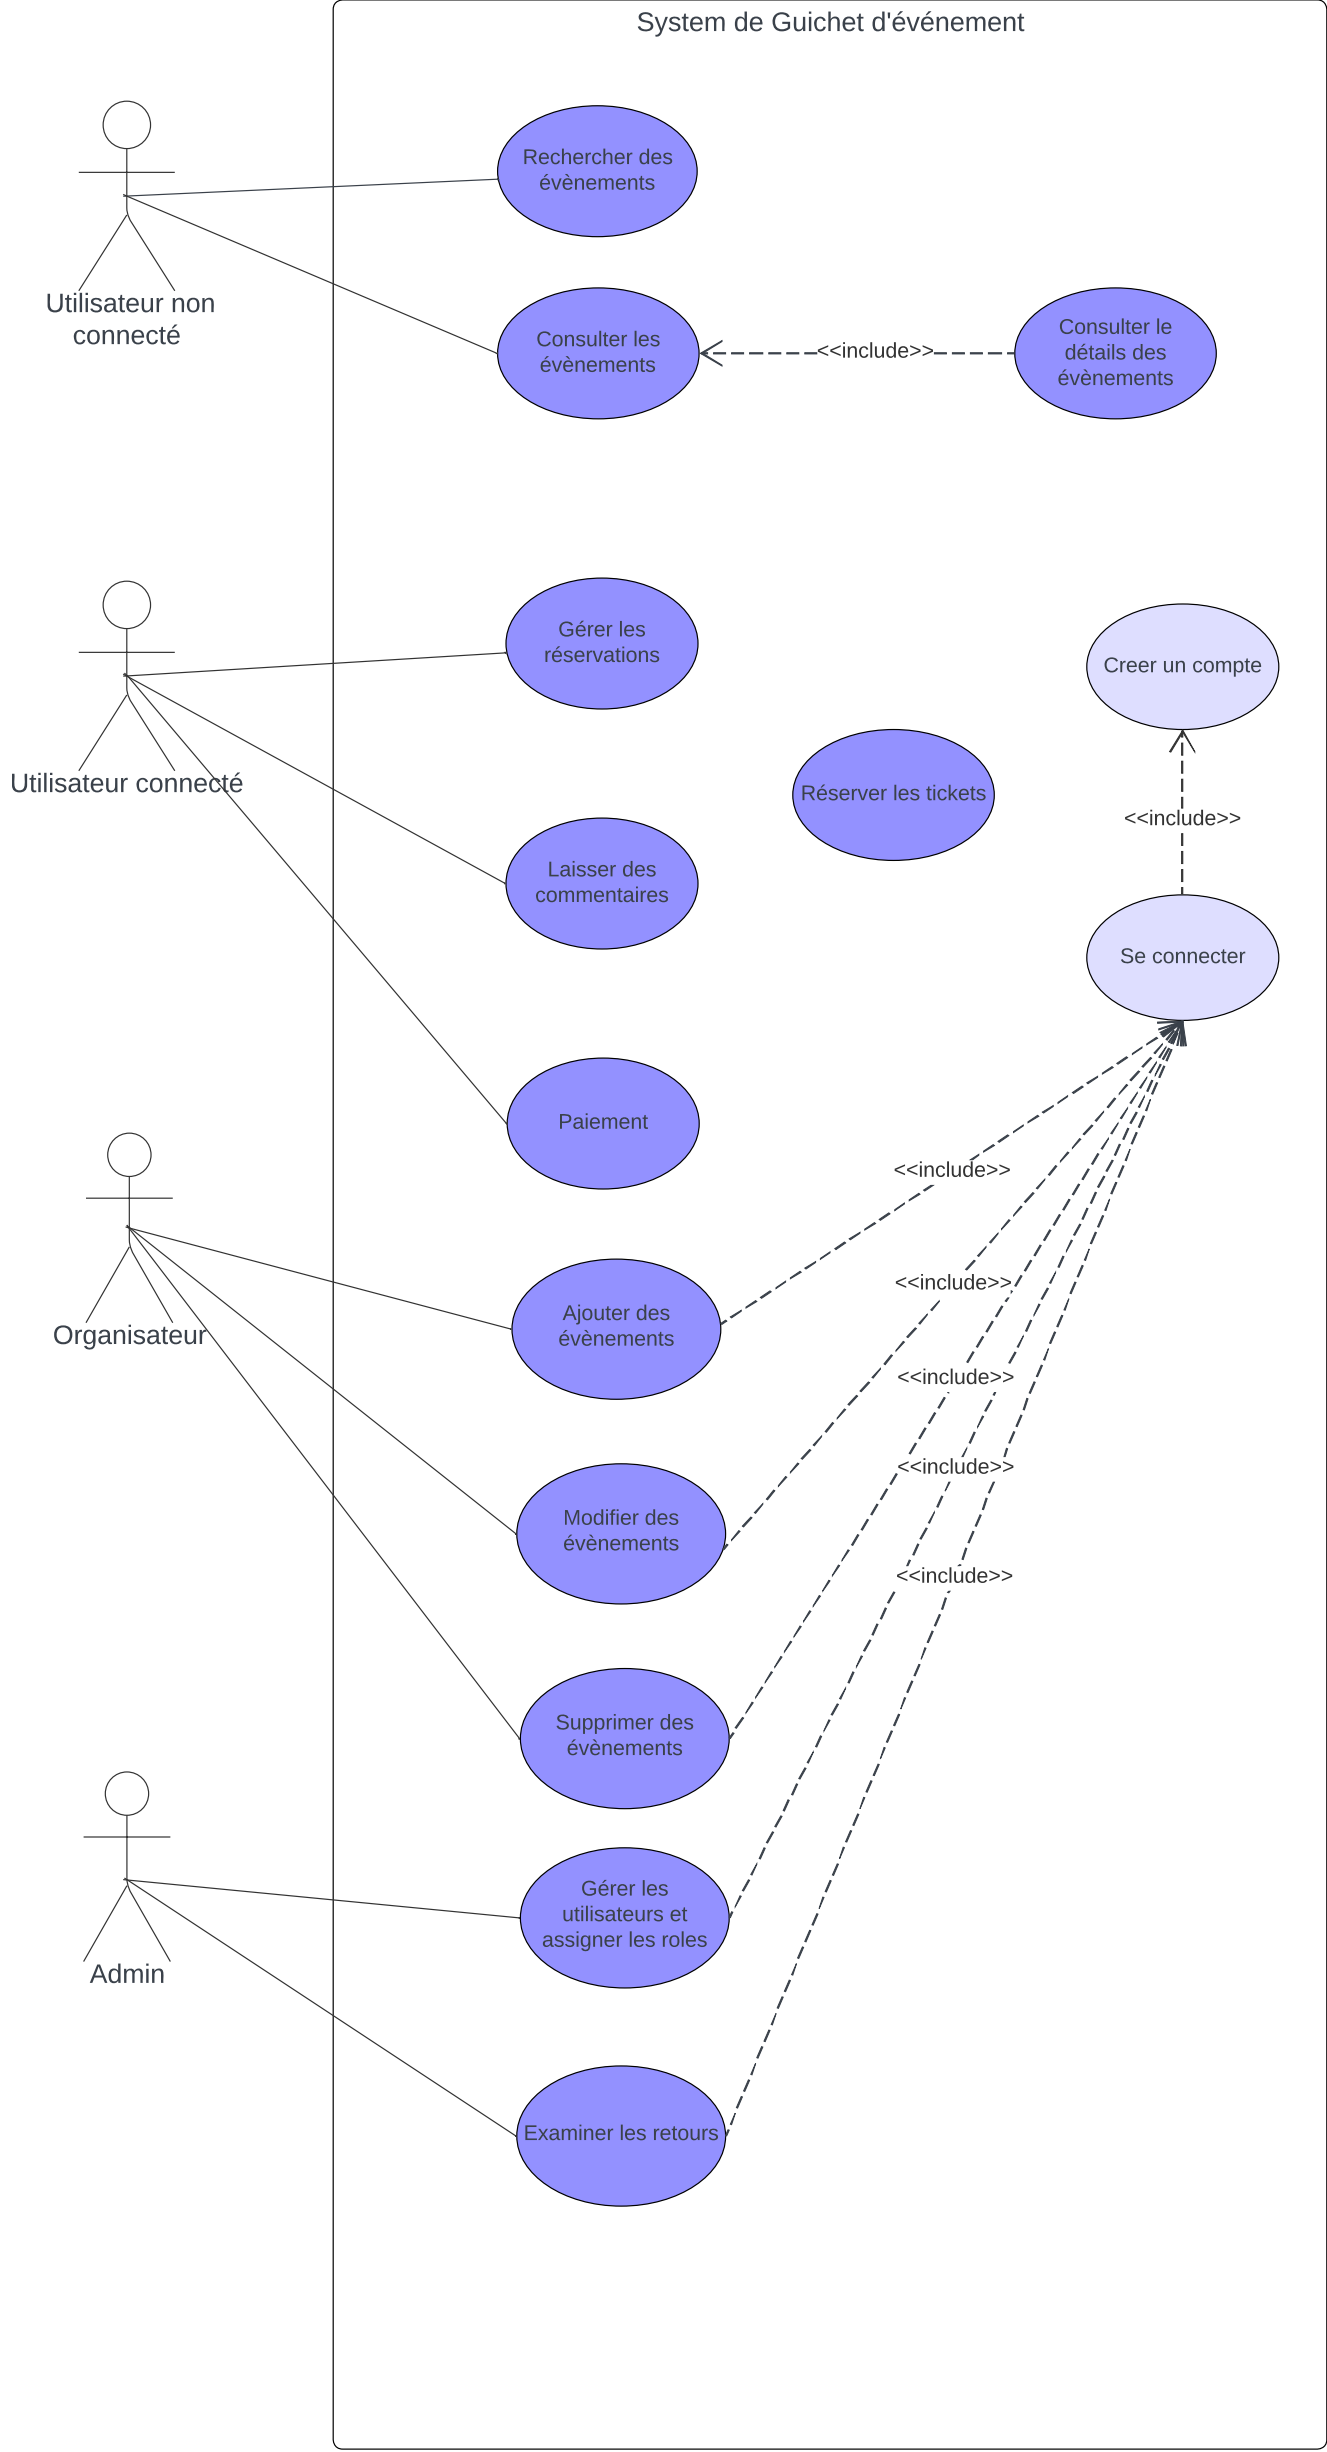 System de Guichet d'événement
Rechercher des
évènements
Utilisateur non
connecté
Consulter les
évènements
<<include>>
Consulter le
détails des
évènements
Gérer les
réservations
Creer un compte
Utilisateur connecté
Réserver les tickets
<<include>>
Laisser des
commentaires
Se connecter
Paiement
<<include>>
Organisateur
Ajouter des
évènements
<<include>>
<<include>>
<<include>>
Modifier des
évènements
<<include>>
Supprimer des
évènements
Admin
Gérer les
utilisateurs et
assigner les roles
Examiner les retours